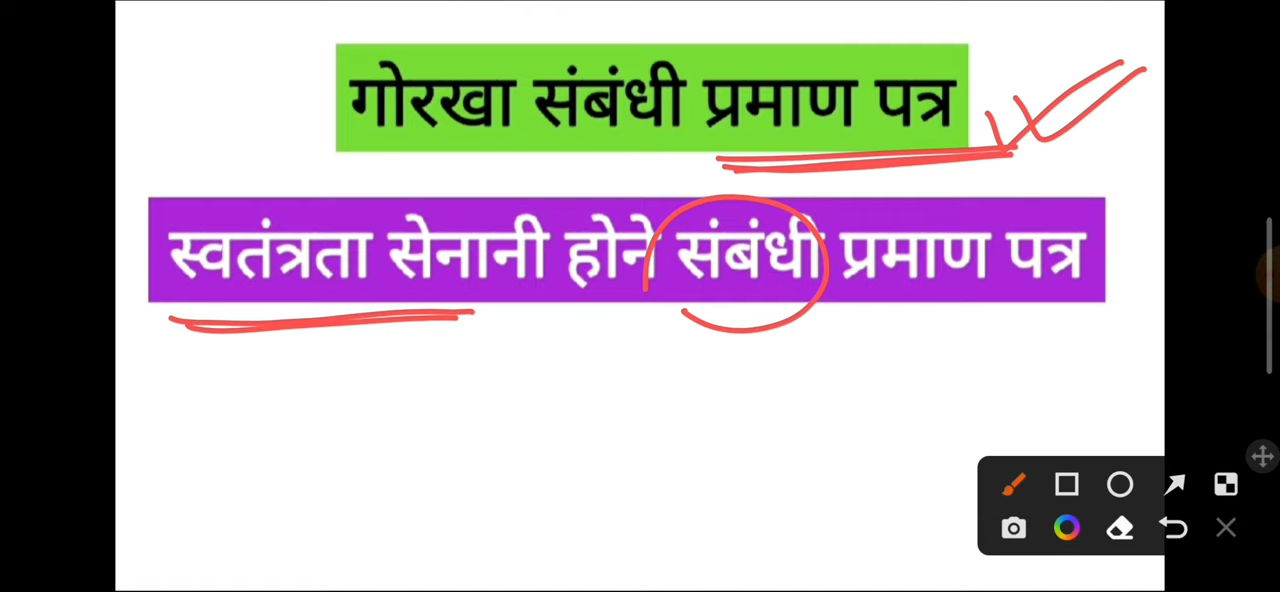 गोरखा संबंधी प्रमाण पत्र
स्वतंत्रता सेनानी होने संबंधी प्रमाण पत्र